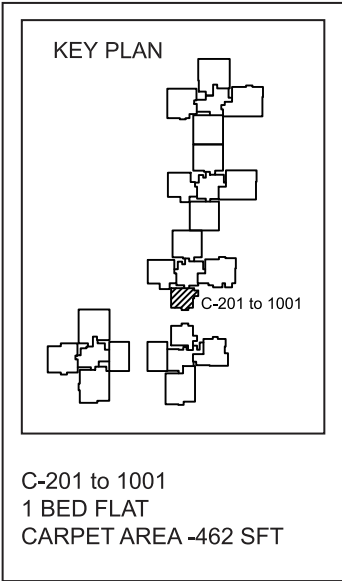 KEY PLAN
C-201 to 1001
C-201 to 1001
1 BED FLAT
CARPET AREA -462 SFT